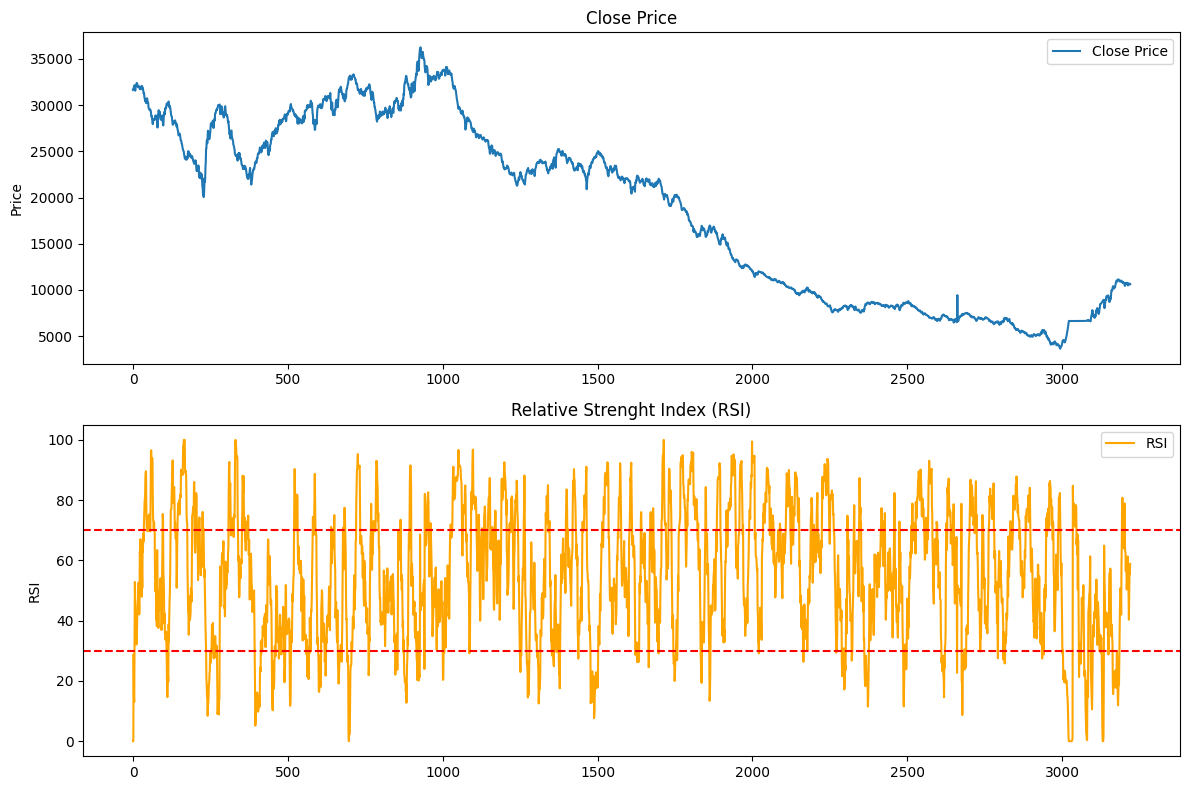 Close Price
Close Price
Price
35000
30000
25000
20000
15000
10000
5000
0 500 1000 1500 2000 2500 3000
Relative Strenght Index (RSI)
RSI
RSI
100
80
60
40
20
0
0 500 1000 1500 2000 2500 3000